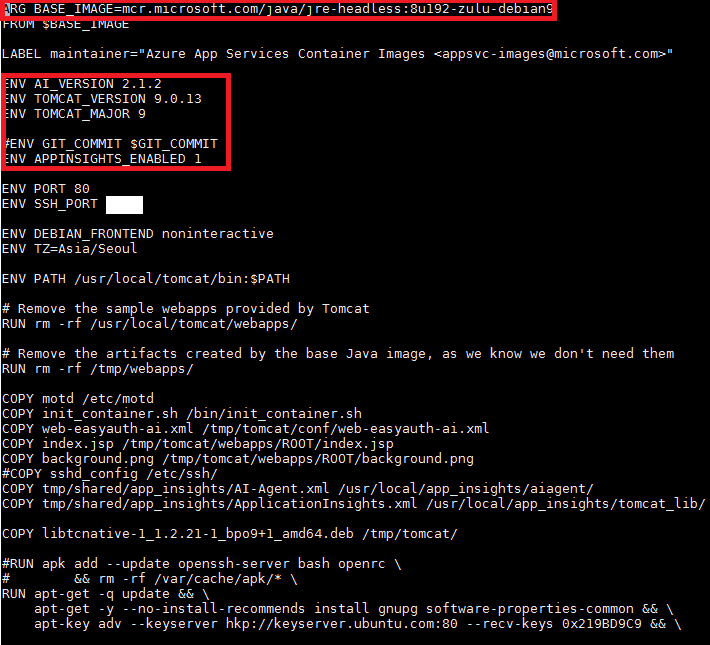 ARG BASE_IMAGE=mcr.microsoft.com/java/jre-headless:8u192-zulu-debian9
FROM $BASE_IMAGE
LABEL maintainer="Azure App Services Container Images <appsvc-images@microsoft.com>"
ENV AI_VERSION 2.1.2
ENV TOMCAT_VERSION 9.0.13
ENV TOMCAT_MAJOR 9
#ENV GIT_COMMIT $GIT_COMMIT
ENV APPINSIGHTS_ENABLED 1
ENV PORT 80
ENV SSH_PORT
ENV DEBIAN_FRONTEND noninteractive
ENV TZ=Asia/Seoul
ENV PATH /usr/local/tomcat/bin:$PATH
# Remove the sample webapps provided by Tomcat
RUN rm -rf /usr/local/tomcat/webapps/
# Remove the artifacts created by the base Java image, as we know we don't need them
RUN rm -rf /tmp/webapps/
COPY motd /etc/motd
COPY init_container.sh /bin/init_container.sh
COPY web-easyauth-ai.xml /tmp/tomcat/conf/web-easyauth-ai.xml
COPY index.jsp /tmp/tomcat/webapps/ROOT/index.jsp
COPY background.png /tmp/tomcat/webapps/ROOT/background.png
#COPY sshd_config /etc/ssh/
COPY tmp/shared/app_insights/AI-Agent.xml /usr/local/app_insights/aiagent/
COPY tmp/shared/app_insights/ApplicationInsights.xml /usr/local/app_insights/tomcat_lib/
COPY libtcnative-1_1.2.21-1_bpo9+1_amd64.deb /tmp/tomcat/
#RUN apk add --update openssh-server bash openrc \
#        && rm -rf /var/cache/apk/* \
RUN apt-get -q update && \
    apt-get -y --no-install-recommends install gnupg software-properties-common && \
    apt-key adv --keyserver hkp://keyserver.ubuntu.com:80 --recv-keys 0x219BD9C9 && \